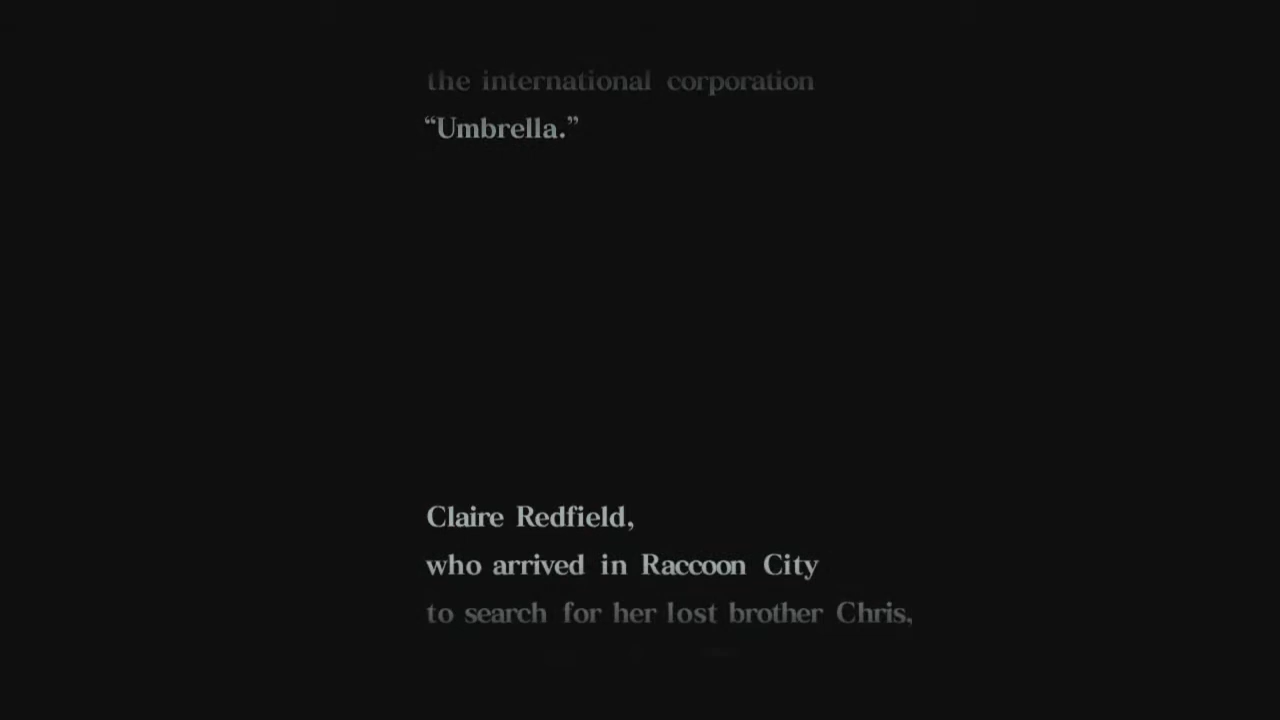 the international corporation
“Umbrella.”
Claire Redfield,
who arrived in Raccoon City
to search for her lost brother Chris,